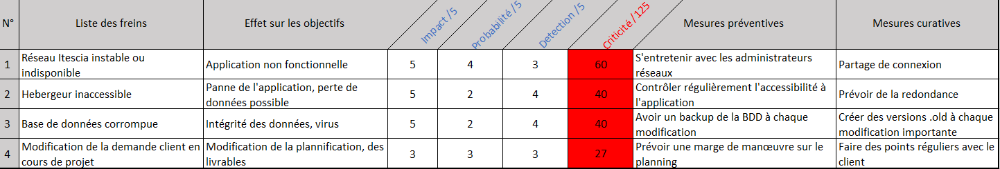 N°
Liste des freins
Effet sur les objectifs
Impact /5
Probabilité /5
Detection /5
Criticité /125
Mesures préventives
Mesures curatives
1
Réseau Itescia instable ou
indisponible
Application non fonctionnelle
5
4
3
60
S'entretenir avec les administrateurs
réseaux
Partage de connexion
2
Hebergeur inaccessible
Panne de l'application, perte de
données possible
5
2
4
40
Contrôler régulièrement l'accessibilité à
l'application
Prévoir de la redondance
3
Base de données corrompue
Intégrité des données, virus
5
2
4
40
Avoir un backup de la BDD à chaque
modification
Créer des versions .old à chaque
modification importante
4
Modification de la demande client en
cours de projet
Modification de la plannification, des
livrables
3
3
3
27
Prévoir une marge de manœuvre sur le
planning
Faire des points réguliers avec le
client